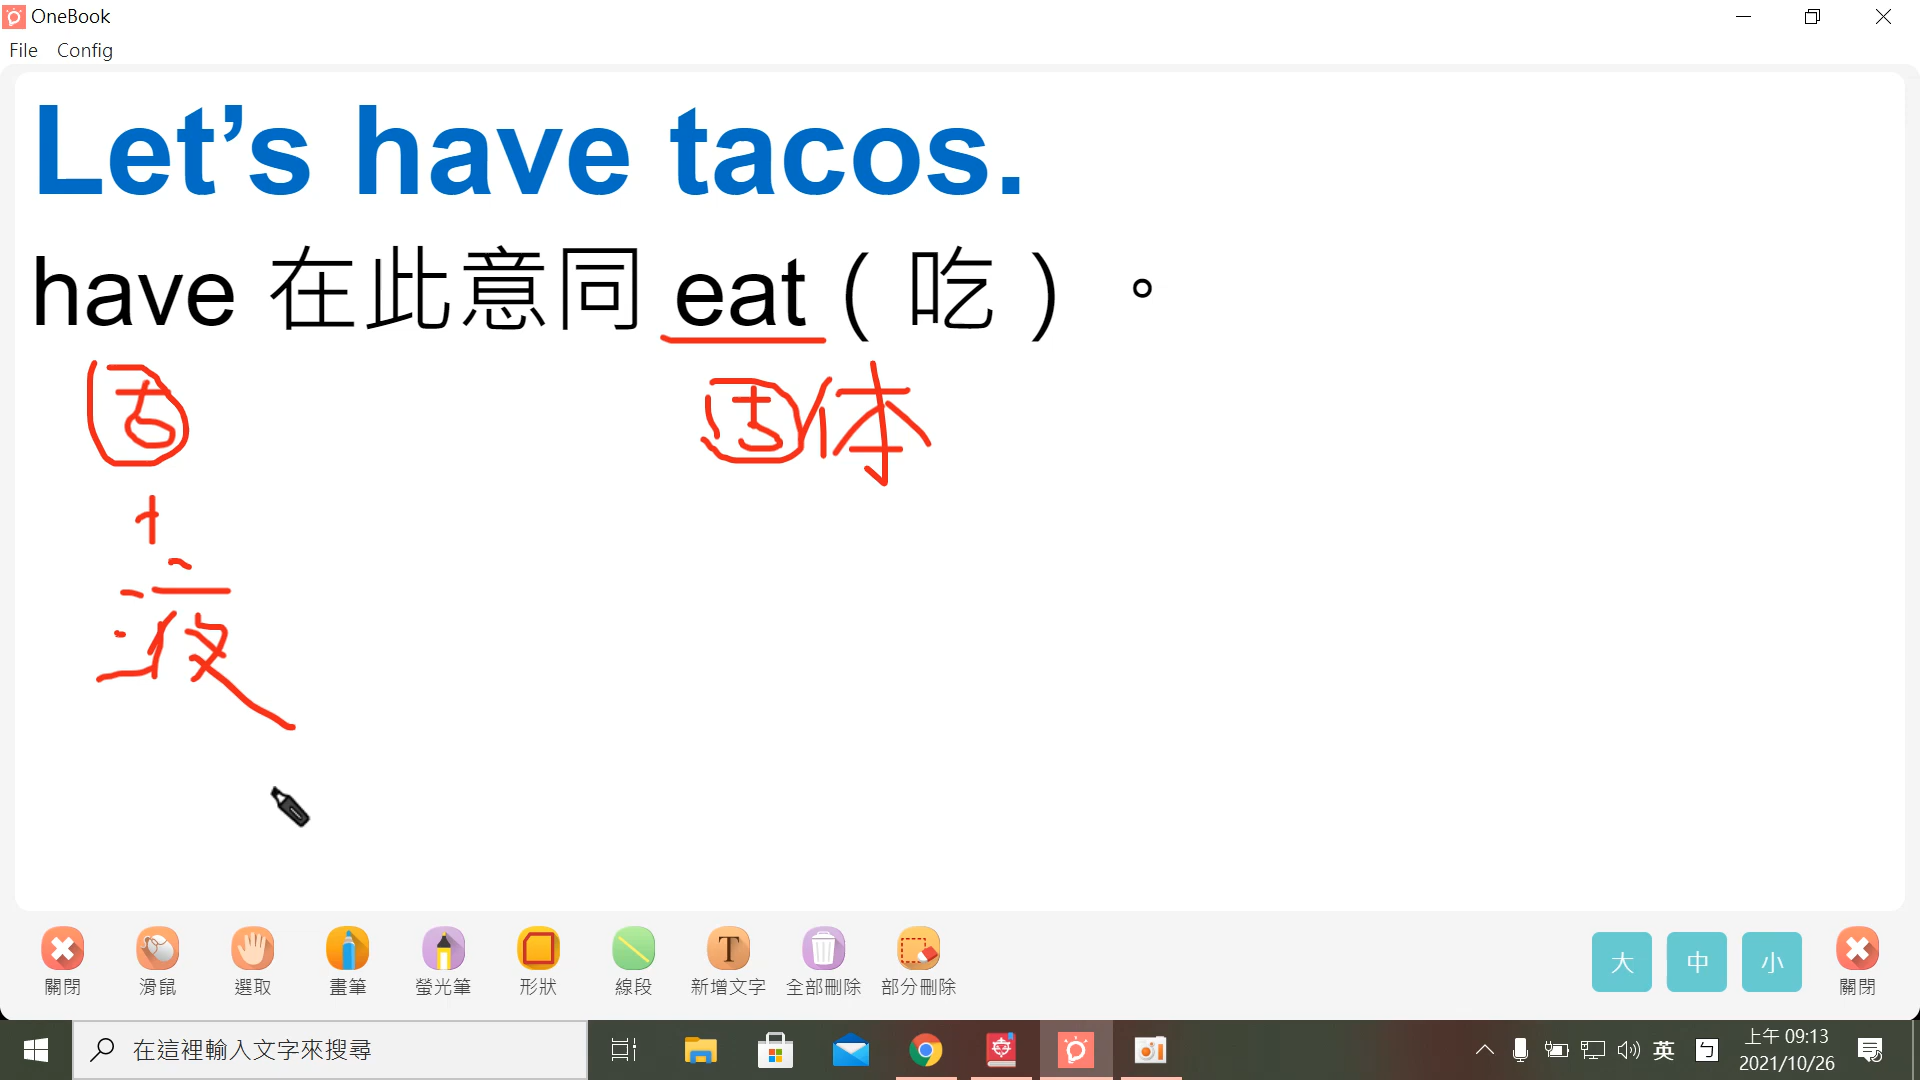 OneBook
File Config
Let’s have tacos.
have 在此意同 eat（吃）。
固 固体
+
液
關閉 滑鼠 選取 畫筆 螢光筆 形狀 線段 新增文字 全部刪除 部分刪除 大 中 小 關閉
在這裡輸入文字來搜尋 英 ㄅ 上午 09:13
2021/10/26